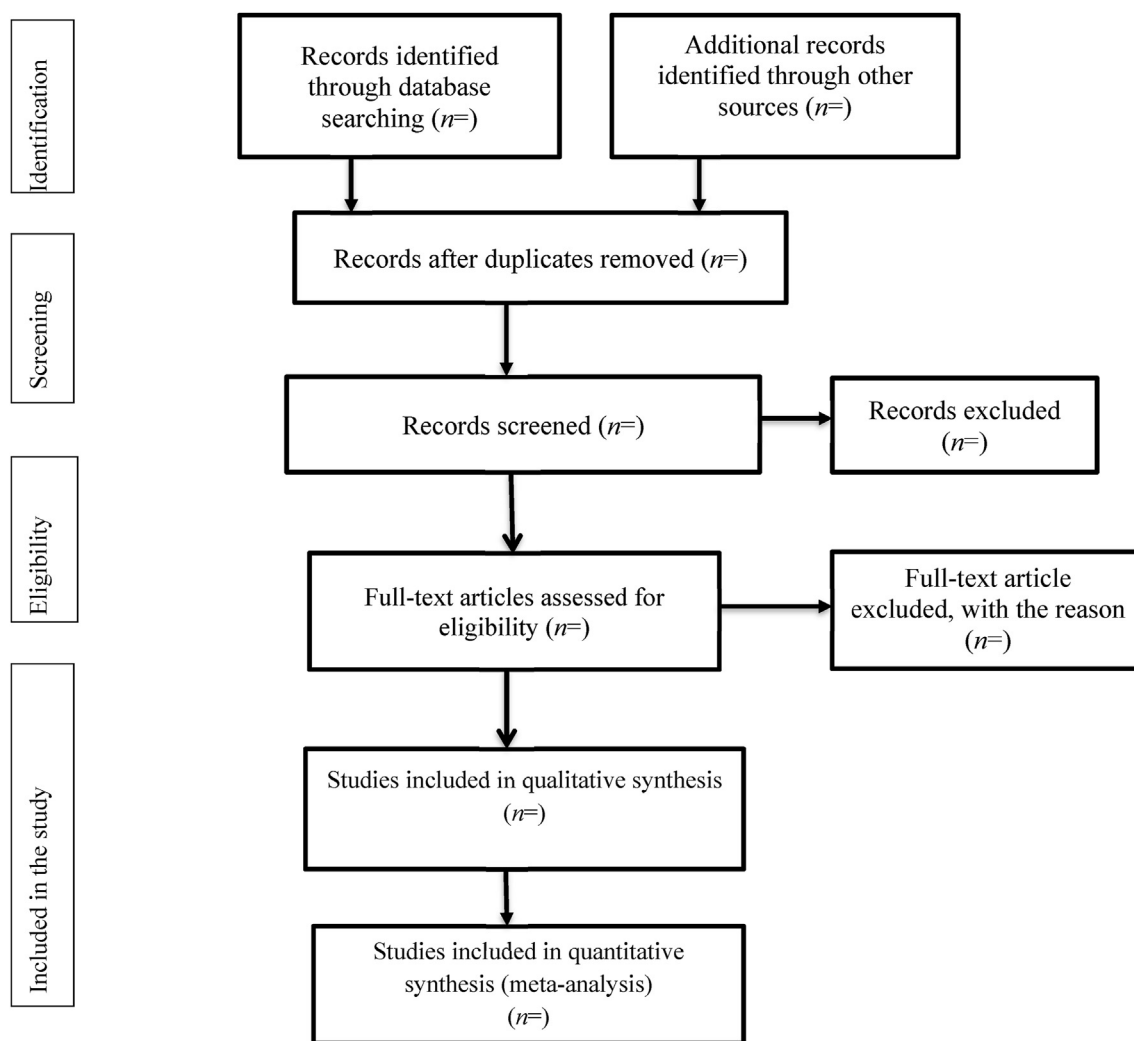 Identification
Records identified
through database
searching (n=)
Additional records
identified through other
sources (n=)
Records after duplicates removed (n=)
Screening
Records screened (n=)
Records excluded
(n=)
Eligibility
Full-text articles assessed for
eligibility (n=)
Full-text article
excluded, with the reason
(n=)
Included in the study
Studies included in qualitative synthesis
(n=)
Studies included in quantitative
synthesis (meta-analysis)
(n=)